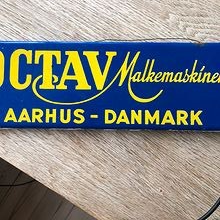 OCTAV Malkemaskiner
AARHUS - DANMARK